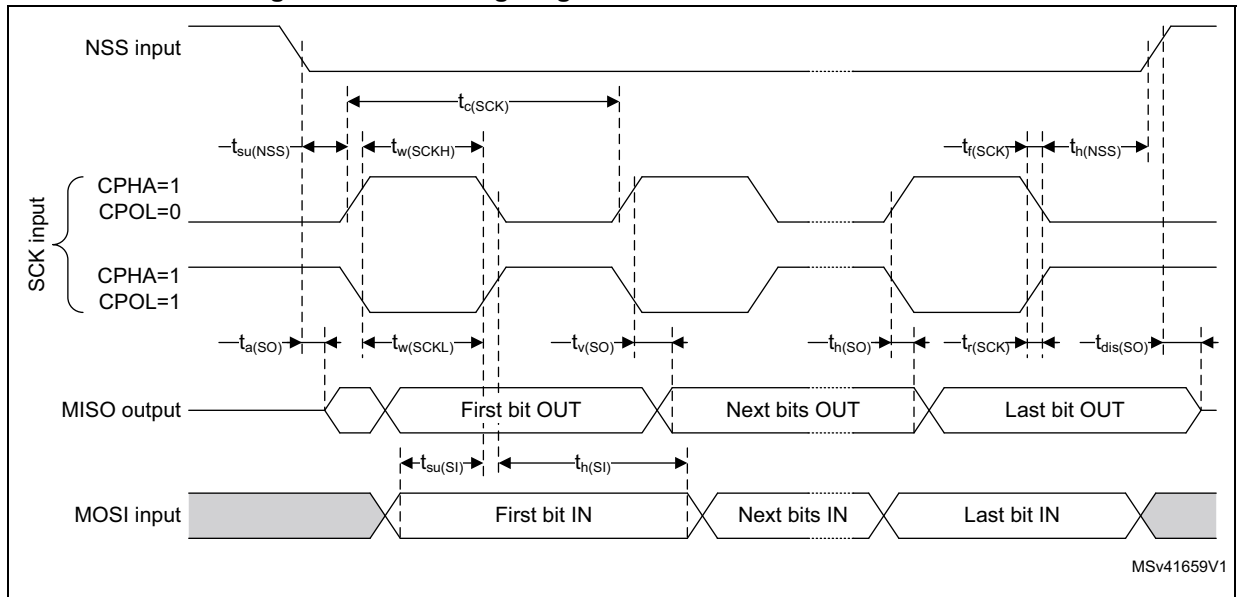 NSS input
tc(SCK)
tsu(NSS)
tw(SCKH)
tf(SCK)
th(NSS)
SCK input
CPHA=1
CPOL=0
CPHA=1
CPOL=1
ta(SO)
tw(SCKL)
tv(SO)
th(SO)
tr(SCK)
tdis(SO)
MISO output
First bit OUT
Next bits OUT
Last bit OUT
tsu(SI)
th(SI)
MOSI input
First bit IN
Next bits IN
Last bit IN
MSv41659V1